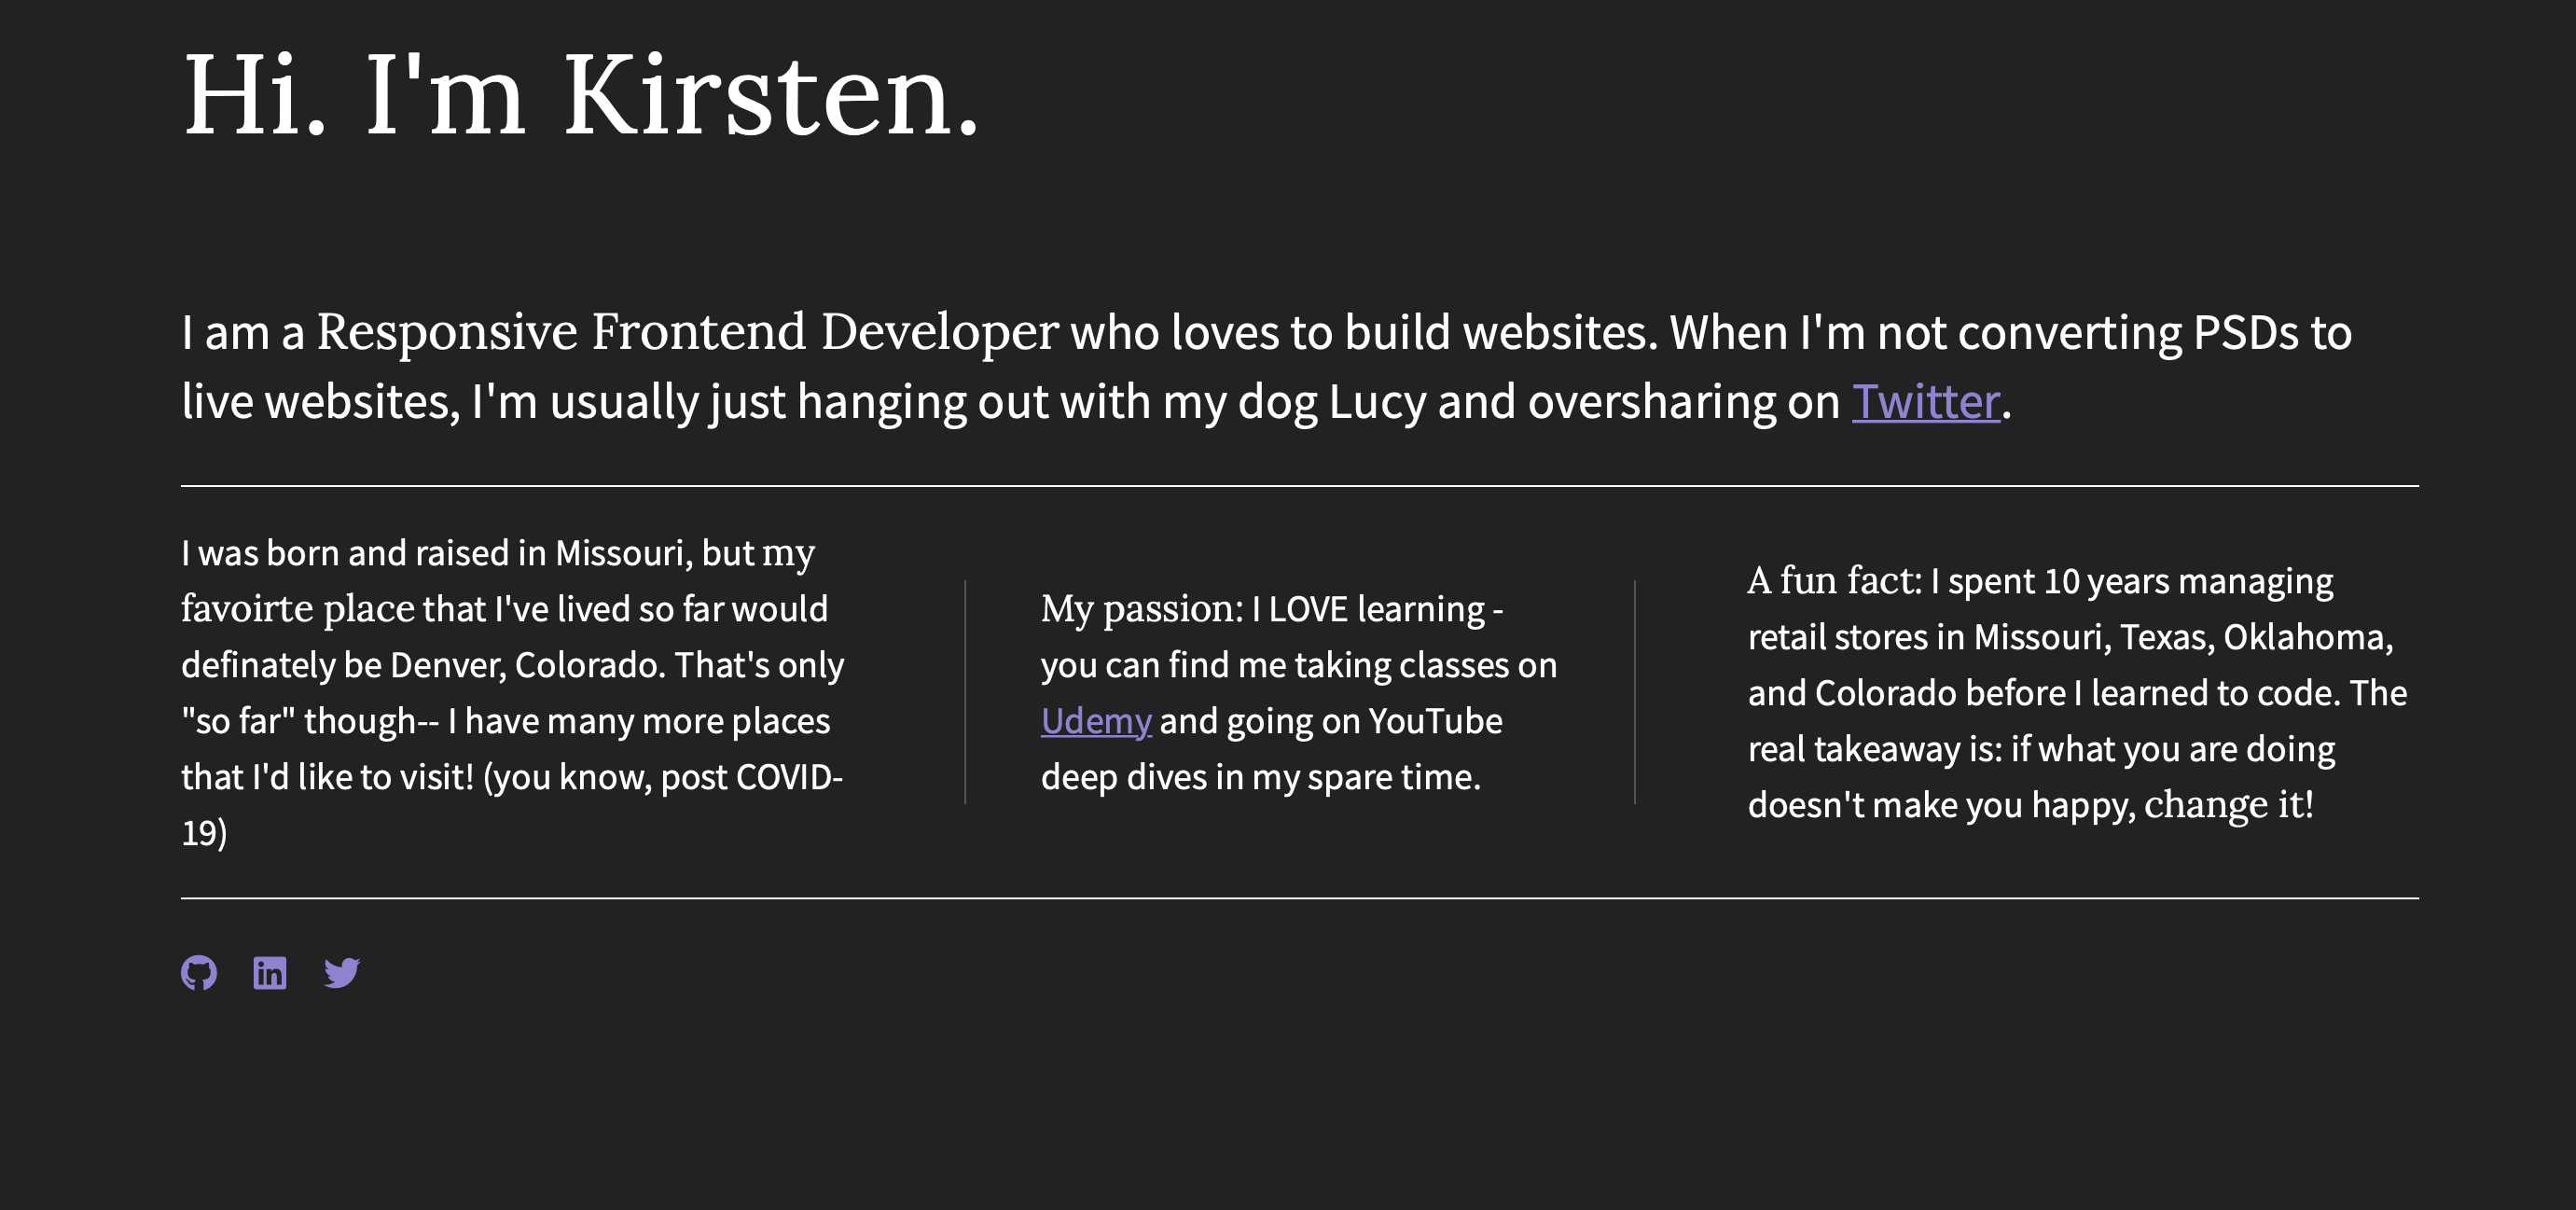 Hi. I'm Kirsten.
I am a Responsive Frontend Developer who loves to build websites. When I'm not converting PSDs to
live websites, I'm usually just hanging out with my dog Lucy and oversharing on Twitter.
I was born and raised in Missouri, but my
favoirte place that I've lived so far would
definately be Denver, Colorado. That's only
"so far" though-- I have many more places
that I'd like to visit! (you know, post COVID-
19)
My passion: I LOVE learning -
you can find me taking classes on
Udemy and going on YouTube
deep dives in my spare time.
A fun fact: I spent 10 years managing
retail stores in Missouri, Texas, Oklahoma,
and Colorado before I learned to code. The
real takeaway is: if what you are doing
doesn't make you happy, change it!
in